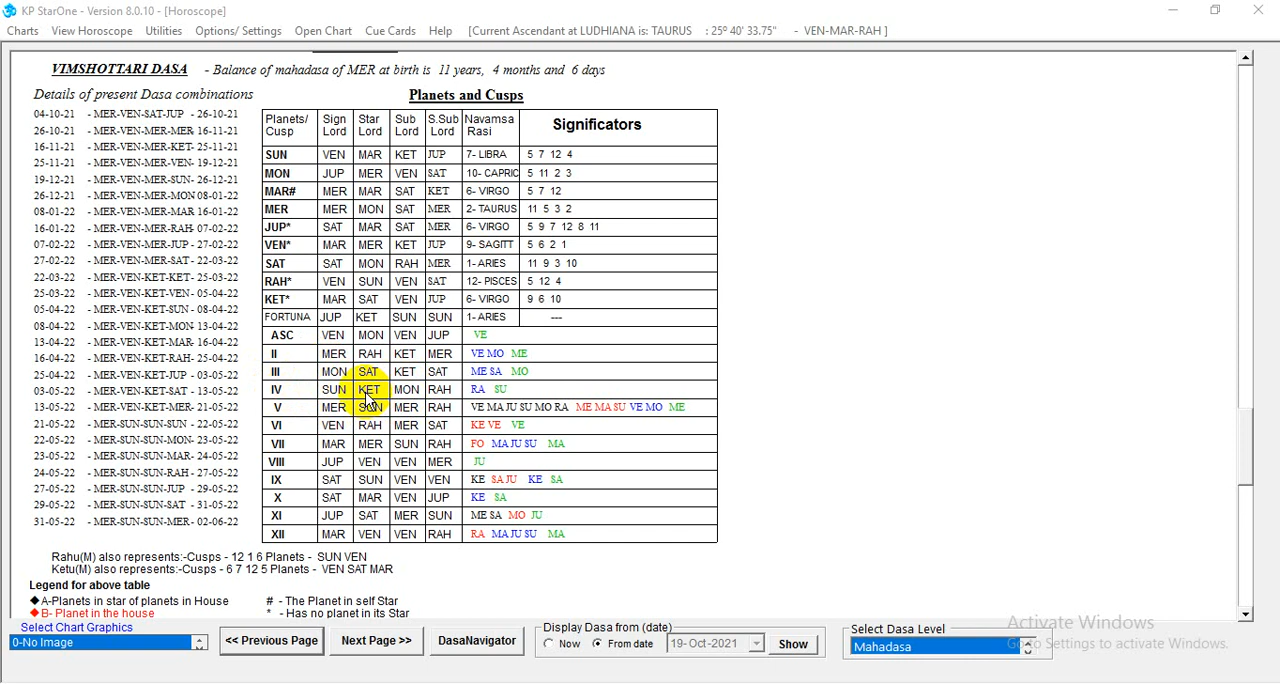 KP StarOne - Version 8.0.10 - [Horoscope]
Charts View Horoscope Utilities Options/ Settings Open Chart Cue Cards Help [Current Ascendant at LUDHIANA is: TAURUS : 25º 40' 33.75" - VEN-MAR-RAH ]
VIMSHOTTARI DASA - Balance of mahadasa of MER at birth is 11 years, 4 months and 6 days
Details of present Dasa combinations
04-10-21 - MER-VEN-SAT-JUP - 26-10-21
26-10-21 - MER-VEN-MER-MER 16-11-21
16-11-21 - MER-VEN-MER-KET- 25-11-21
25-11-21 - MER-VEN-MER-VEN- 19-12-21
19-12-21 - MER-VEN-MER-SUN- 26-12-21
26-12-21 - MER-VEN-MER-MON 08-01-22
08-01-22 - MER-VEN-MER-MAR 16-01-22
16-01-22 - MER-VEN-MER-RAH- 07-02-22
07-02-22 - MER-VEN-MER-JUP - 27-02-22
27-02-22 - MER-VEN-MER-SAT - 22-03-22
22-03-22 - MER-VEN-KET-KET- 25-03-22
25-03-22 - MER-VEN-KET-VEN- 05-04-22
05-04-22 - MER-VEN-KET-SUN - 08-04-22
08-04-22 - MER-VEN-KET-MON 13-04-22
13-04-22 - MER-VEN-KET-MAR- 16-04-22
16-04-22 - MER-VEN-KET-RAH- 25-04-22
25-04-22 - MER-VEN-KET-JUP - 03-05-22
03-05-22 - MER-VEN-KET-SAT - 13-05-22
13-05-22 - MER-VEN-KET-MER- 21-05-22
21-05-22 - MER-SUN-SUN-SUN - 22-05-22
22-05-22 - MER-SUN-SUN-MON- 23-05-22
23-05-22 - MER-SUN-SUN-MAR- 24-05-22
24-05-22 - MER-SUN-SUN-RAH - 27-05-22
27-05-22 - MER-SUN-SUN-JUP - 29-05-22
29-05-22 - MER-SUN-SUN-SAT - 31-05-22
31-05-22 - MER-SUN-SUN-MER- 02-06-22
Planets and Cusps
Planets/ Cusp Sign Lord Star Lord Sub Lord S.Sub Lord Navamsa Rasi Significators
SUN VEN MAR KET JUP 7- LIBRA 5 7 12 4
MON JUP MER VEN SAT 10- CAPRIC 5 11 2 3
MAR# MER MAR SAT KET 6- VIRGO 5 7 12
MER MER MON SAT MER 2- TAURUS 11 5 3 2
JUP* SAT MAR SAT MER 6- VIRGO 5 9 7 12 8 11
VEN* MAR MER KET JUP 9- SAGITT 5 6 2 1
SAT SAT MON RAH MER 1- ARIES 11 9 3 10
RAH* VEN SUN VEN SAT 12- PISCES 5 12 4
KET* MAR SAT VEN JUP 6- VIRGO 9 6 10
FORTUNA JUP KET SUN SUN 1- ARIES ---
ASC VEN MON VEN JUP VE
II MER RAH KET MER VE MO ME
III MON SAT KET SAT ME SA MO
IV SUN KET MON RAH RA SU
V MER SUN MER RAH VE MA JU SU MO RA ME MA SU VE MO ME
VI VEN RAH MER SAT KE VE VE
VII MAR MER SUN RAH FO MA JU SU MA
VIII JUP VEN VEN MER JU
IX SAT SUN VEN VEN KE SA JU KE SA
X SAT MAR VEN JUP KE SA
XI JUP SAT MER SUN ME SA MO JU
XII MAR VEN VEN RAH RA MA JU SU MA
Rahu(M) also represents:-Cusps - 12 1 6 Planets - SUN VEN
Ketu(M) also represents:-Cusps - 6 7 12 5 Planets - VEN SAT MAR
Legend for above table
A-Planets in star of planets in House # - The Planet in self Star
B- Planet in the house * - Has no planet in its Star
Select Chart Graphics
0-No Image
<< Previous Page Next Page >> DasaNavigator
Display Dasa from (date)
Now From date 19-Oct-2021 Show
Select Dasa Level
Mahadasa
Activate Windows
Go to Settings to activate Windows.